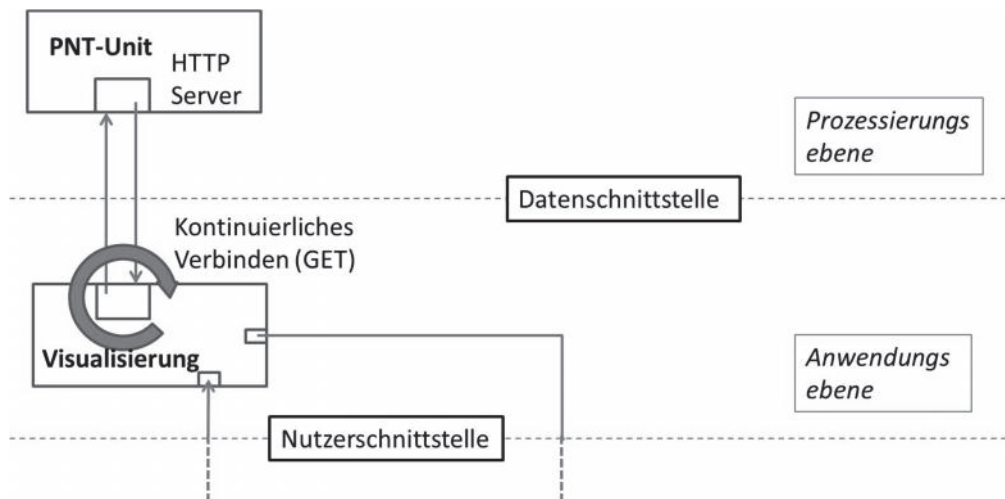 PNT-Unit
HTTP
Server
Prozessierungs
ebene
Datenschnittstelle
Kontinuierliches
Verbinden (GET)
Visualisierung
Anwendungs
ebene
Nutzerschnittstelle